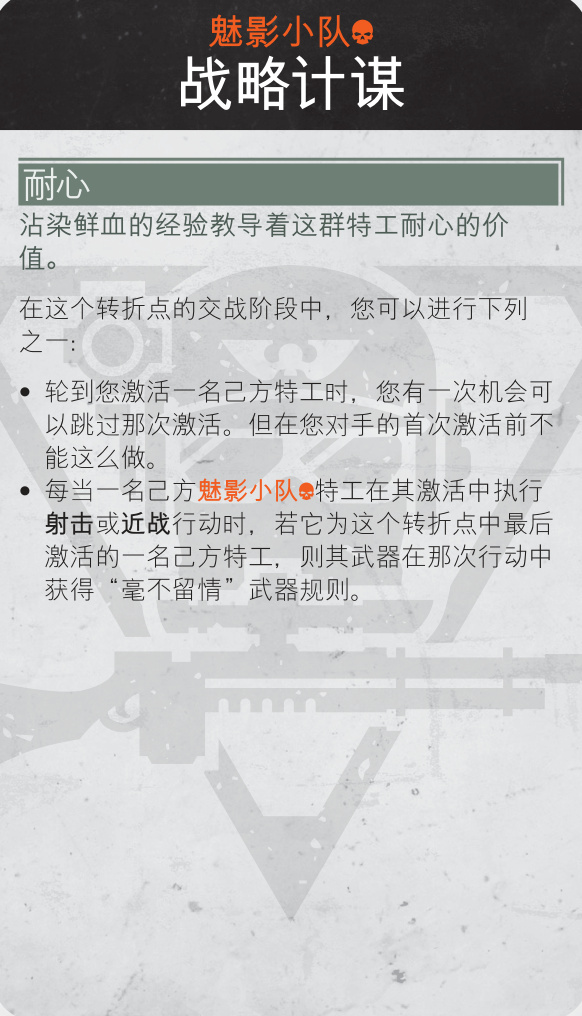 魅影小队
战略计谋
耐心
沾染鲜血的经验教导着这群特工耐心的价
值。
在这个转折点的交战阶段中，您可以进行下列
之一:
• 轮到您激活一名己方特工时，您有一次机会可
以跳过那次激活。但在您对手的首次激活前不
能这么做。
• 每当一名己方魅影小队特工在其激活中执行
射击或近战行动时，若它为这个转折点中最后
激活的一名己方特工，则其武器在那次行动中
获得“毫不留情”武器规则。